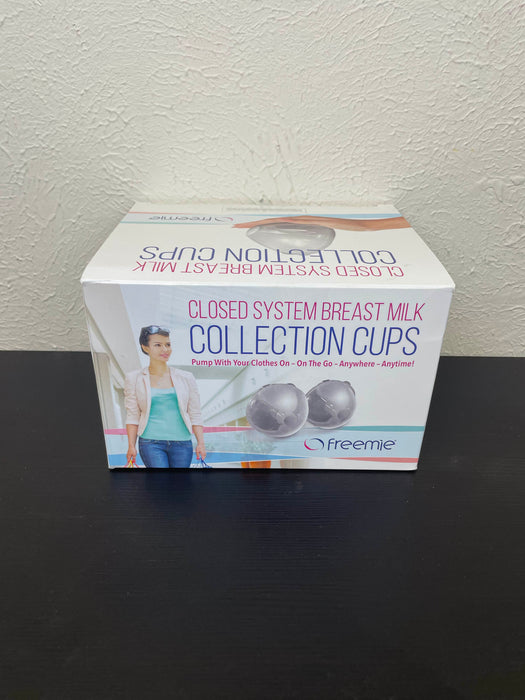 freemie
CLOSED SYSTEM BREAST MILK
COLLECTION CUPS
CLOSED SYSTEM BREAST MILK
COLLECTION CUPS
Pump With Your Clothes On - On The Go - Anywhere - Anytime!
freemie